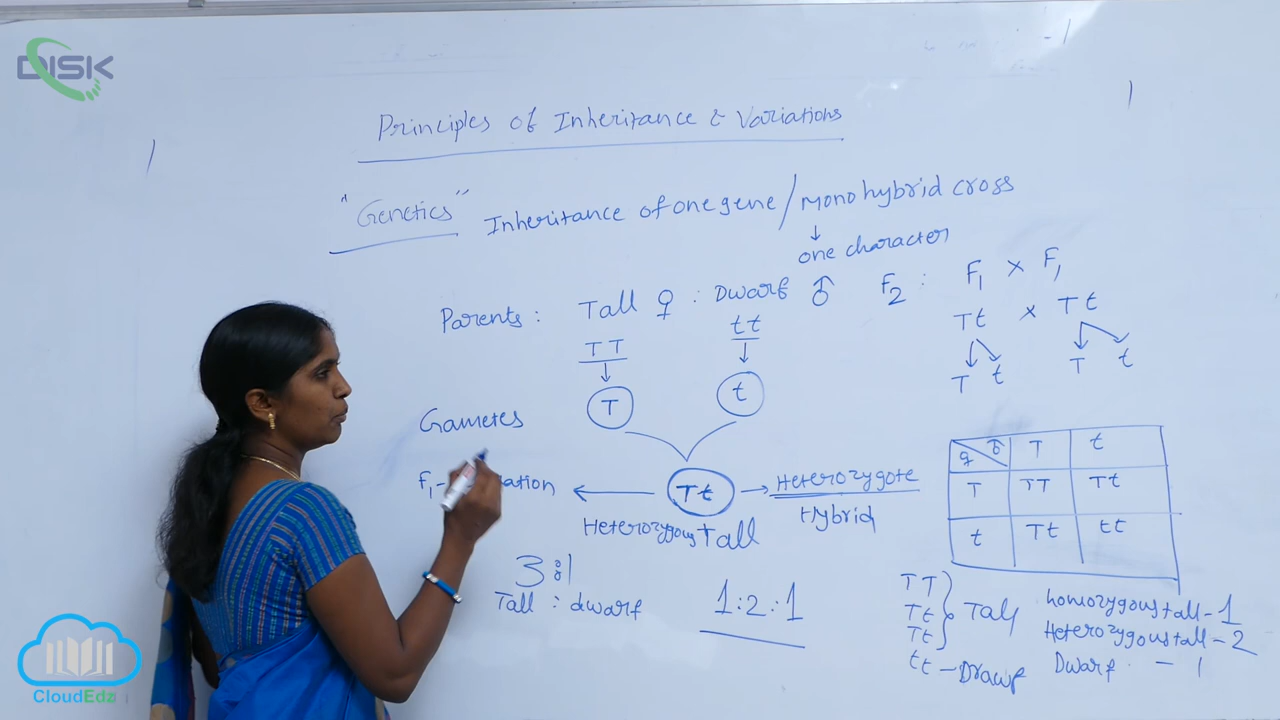 DISK
Principles of Inheritance & Variations
"Genetics" Inheritance of one gene / Monohybrid cross
↓
one character
Parents : Tall ♀ : Dwarf ♂
TT tt
↓ ↓
Gametes T t
F1- ation ← Tt → Heterozygote
Heterozygous Tall Hybrid
3:1
Tall : dwarf
1:2:1
F2 : F1 × F1
Tt × Tt
T t T t
♀ ♂ T t
T TT Tt
t Tt tt
TT
Tt } Tall
Tt
tt - Drawf
homozygous tall - 1
Heterozygous tall - 2
Dwarf - 1
CloudEdz